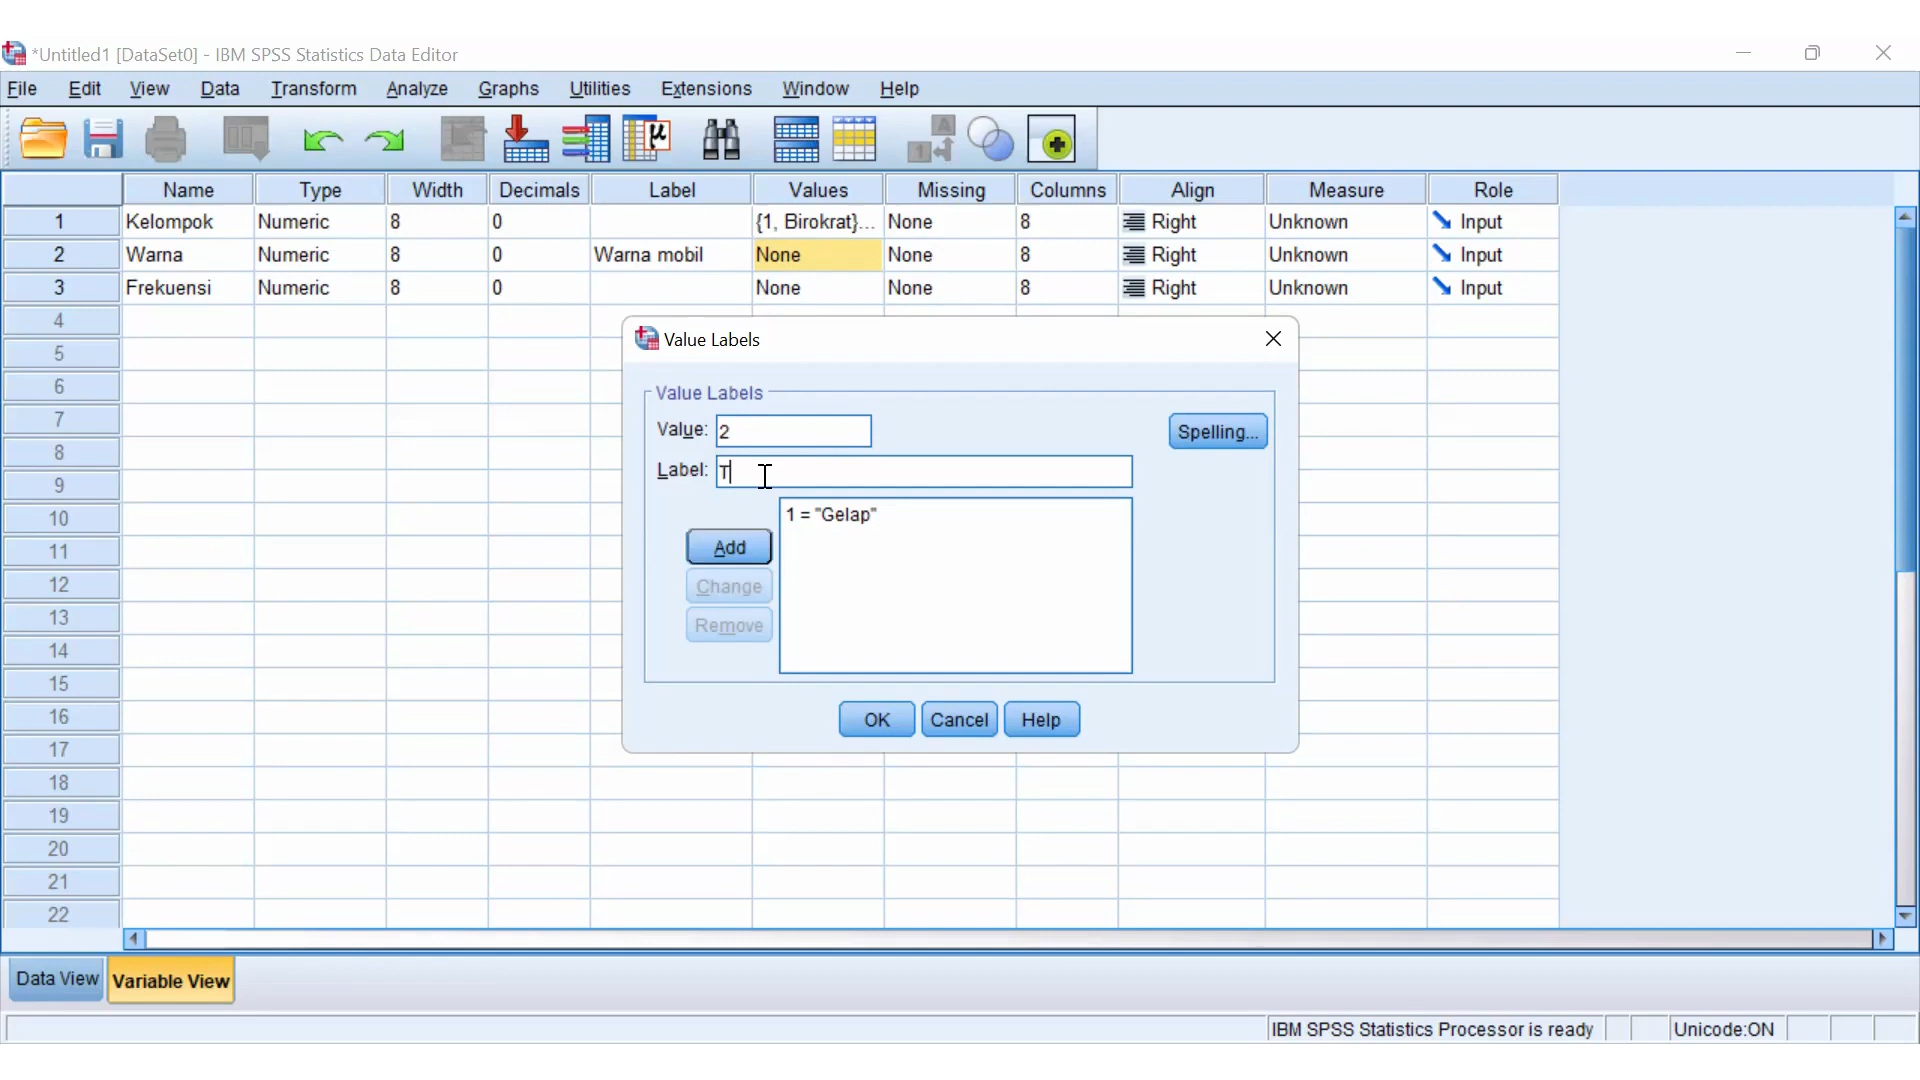 *Untitled1 [DataSet0] - IBM SPSS Statistics Data Editor
File Edit View Data Transform Analyze Graphs Utilities Extensions Window Help
Name Type Width Decimals Label Values Missing Columns Align Measure Role
1 Kelompok Numeric 8 0 {1, Birokrat}... None 8 Right Unknown Input
2 Warna Numeric 8 0 Warna mobil None None 8 Right Unknown Input
3 Frekuensi Numeric 8 0 None None 8 Right Unknown Input
4
5
6
7
8
9
10
11
12
13
14
15
16
17
18
19
20
21
22
Value Labels
Value Labels
Value: 2
Spelling...
Label: T
1 = "Gelap"
Add
Change
Remove
OK Cancel Help
Data View Variable View
IBM SPSS Statistics Processor is ready Unicode:ON